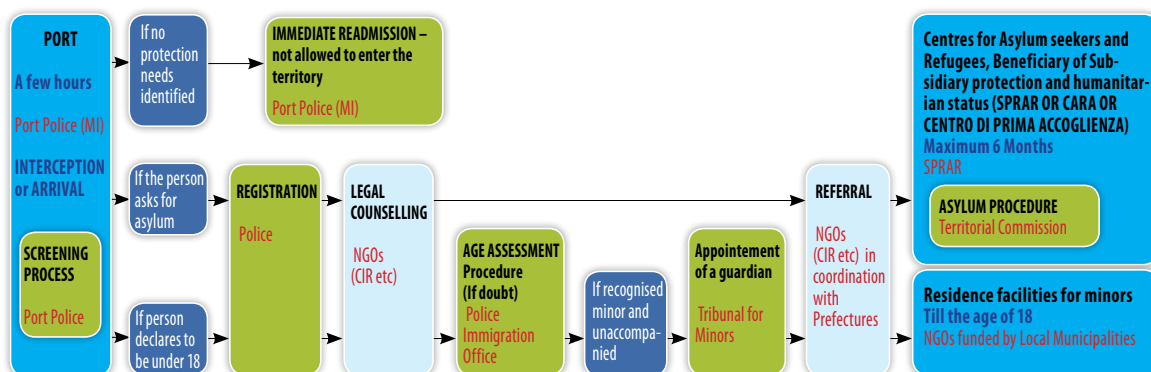 PORT
A few hours
Port Police (MI)
INTERCEPTION
or ARRIVAL
SCREENING
PROCESS
Port Police
If no
protection
needs
identified
IMMEDIATE READMISSION –
not allowed to enter the
territory
Port Police (MI)
If the person
asks for
asylum
If person
declares to
be under 18
REGISTRATION
Police
LEGAL
COUNSELLING
NGOs
(CIR etc)
AGE ASSESSMENT
Procedure
(If doubt)
Police
Immigration
Office
If recognised
minor and
unaccompa-
nied
Appointement
of a guardian
Tribunal for
Minors
REFERRAL
NGOs
(CIR etc) in
coordination
with
Prefectures
Centres for Asylum seekers and
Refugees, Beneficiary of Sub-
sidiary protection and humanitar-
ian status (SPRAR OR CARA OR
CENTRO DI PRIMA ACCOGLIENZA)
Maximum 6 Months
SPRAR
ASYLUM PROCEDURE
Territorial Commission
Residence facilities for minors
Till the age of 18
NGOs funded by Local Municipalities